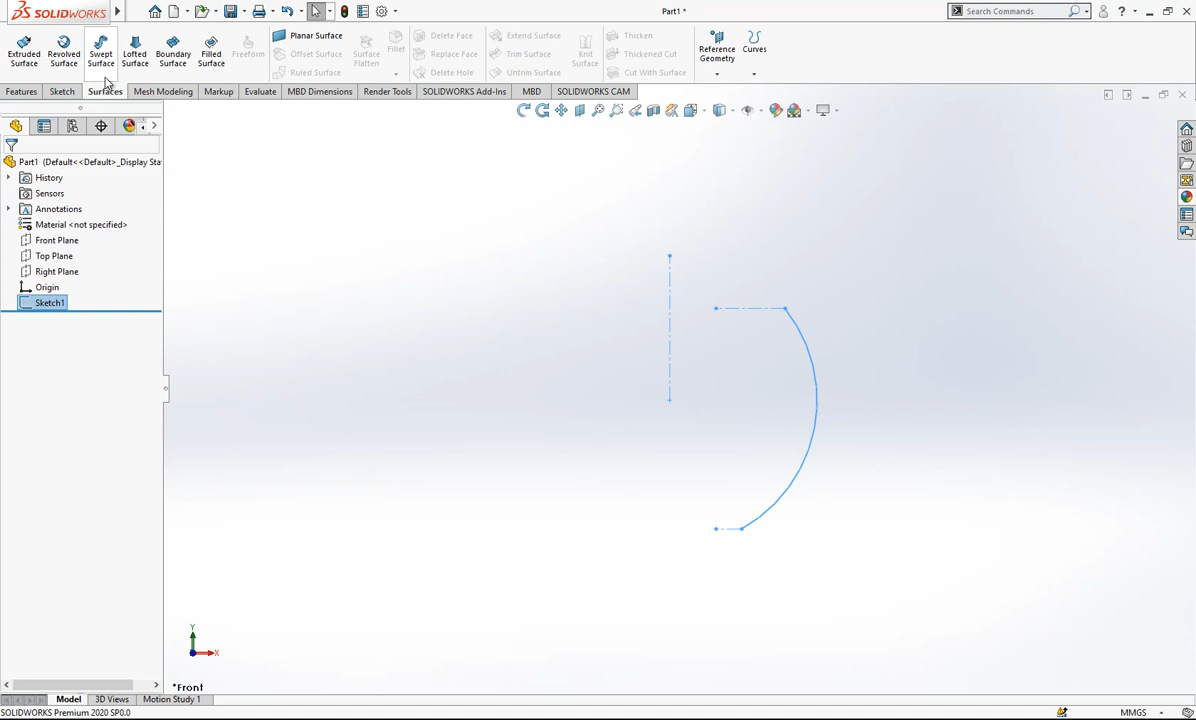 SOLIDWORKS
Part1 *
Search Commands
Extruded Surface
Revolved Surface
Swept Surface
Lofted Surface
Boundary Surface
Filled Surface
Freeform
Planar Surface
Offset Surface
Ruled Surface
Surface Flatten
Fillet
Delete Face
Replace Face
Delete Hole
Extend Surface
Trim Surface
Untrim Surface
Knit Surface
Thicken
Thickened Cut
Cut With Surface
Reference Geometry
Curves
Features
Sketch
Surfaces
Mesh Modeling
Markup
Evaluate
MBD Dimensions
Render Tools
SOLIDWORKS Add-Ins
MBD
SOLIDWORKS CAM
Part1 (Default<<Default>_Display Sta
History
Sensors
Annotations
Material <not specified>
Front Plane
Top Plane
Right Plane
Origin
Sketch1
Y
X
*Front
Model
3D Views
Motion Study 1
SOLIDWORKS Premium 2020 SP0.0
MMGS